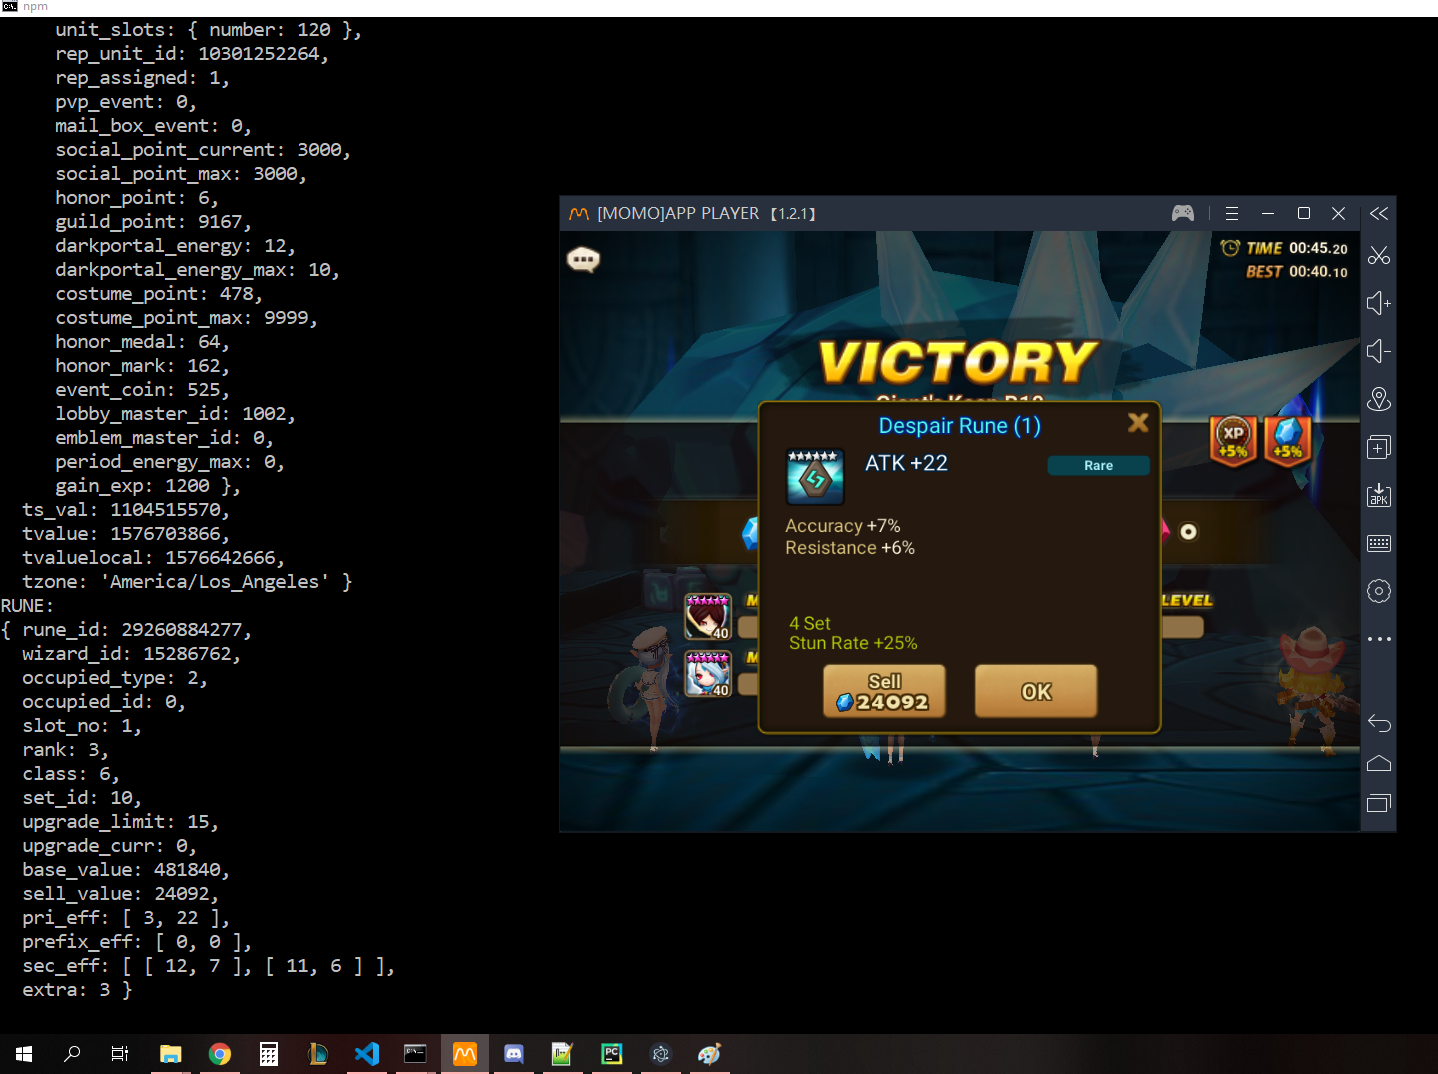 npm
unit_slots: { number: 120 },
rep_unit_id: 10301252264,
rep_assigned: 1,
pvp_event: 0,
mail_box_event: 0,
social_point_current: 3000,
social_point_max: 3000,
honor_point: 6,
guild_point: 9167,
darkportal_energy: 12,
darkportal_energy_max: 10,
costume_point: 478,
costume_point_max: 9999,
honor_medal: 64,
honor_mark: 162,
event_coin: 525,
lobby_master_id: 1002,
emblem_master_id: 0,
period_energy_max: 0,
gain_exp: 1200 },
ts_val: 1104515570,
tvalue: 1576703866,
tvaluelocal: 1576642666,
tzone: 'America/Los_Angeles' }
RUNE:
{ rune_id: 29260884277,
wizard_id: 15286762,
occupied_type: 2,
occupied_id: 0,
slot_no: 1,
rank: 3,
class: 6,
set_id: 10,
upgrade_limit: 15,
upgrade_curr: 0,
base_value: 481840,
sell_value: 24092,
pri_eff: [ 3, 22 ],
prefix_eff: [ 0, 0 ],
sec_eff: [ [ 12, 7 ], [ 11, 6 ] ],
extra: 3 }
[MOMO]APP PLAYER 【1.2.1】
TIME 00:45.20
BEST 00:40.10
VICTORY
Despair Rune (1)
ATK +22
Rare
Accuracy +7%
Resistance +6%
4 Set
Stun Rate +25%
Sell
24092
OK
XP
+5%
+5%
LEVEL
40
40
APK
PC